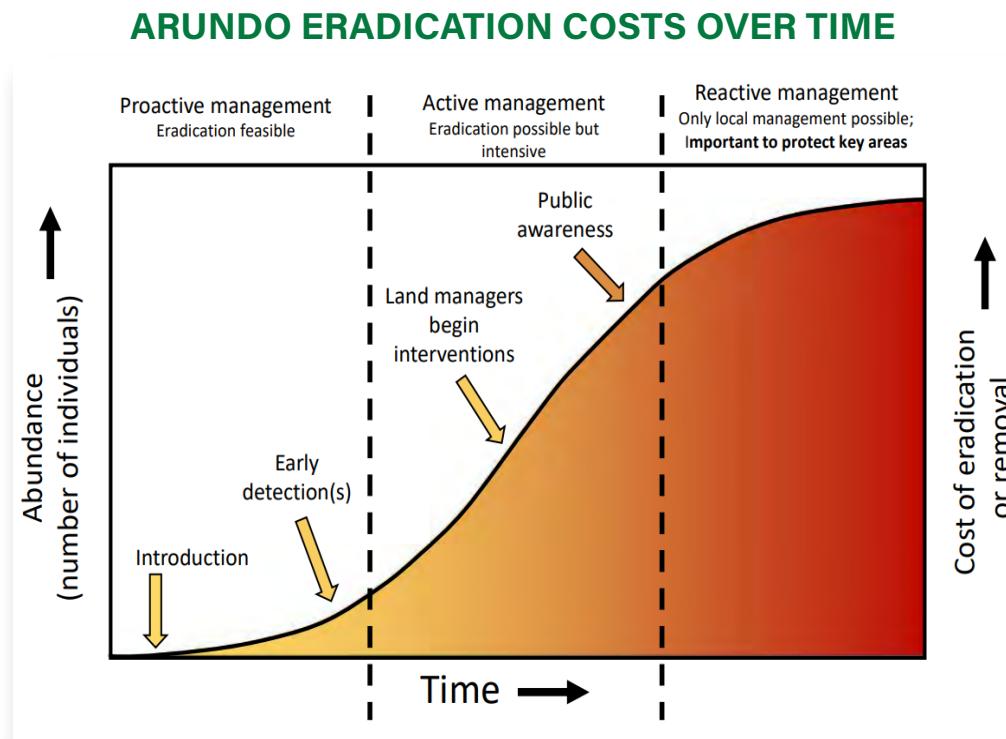 ARUNDO ERADICATION COSTS OVER TIME
Proactive management
Eradication feasible
Active management
Eradication possible but
intensive
Reactive management
Only local management possible;
Important to protect key areas
Public
awareness
Land managers
begin
interventions
Early
detection(s)
Introduction
Abundance
(number of individuals)
Cost of eradication
or removal
Time